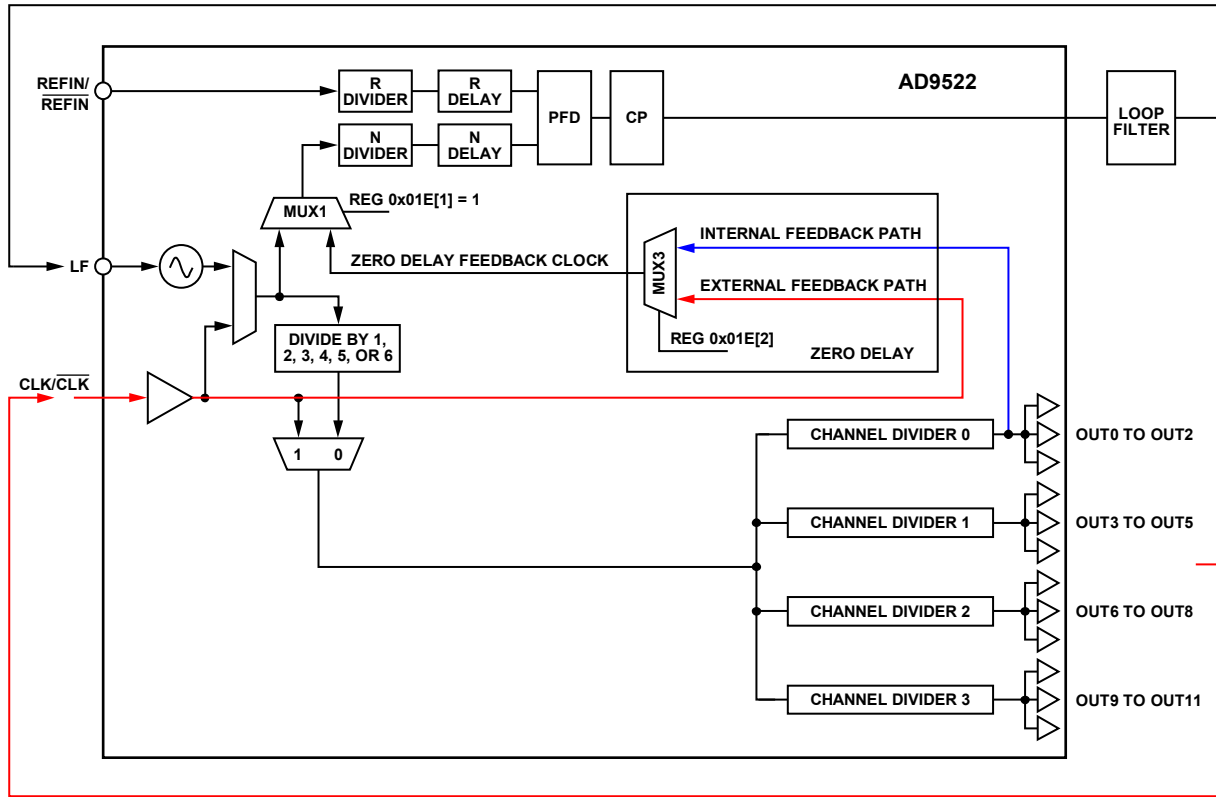 AD9522
REFIN/
REFIN
R
DIVIDER
R
DELAY
PFD
CP
LOOP
FILTER
N
DIVIDER
N
DELAY
REG 0x01E[1] = 1
MUX1
INTERNAL FEEDBACK PATH
LF
ZERO DELAY FEEDBACK CLOCK
MUX3
EXTERNAL FEEDBACK PATH
DIVIDE BY 1,
2, 3, 4, 5, OR 6
REG 0x01E[2]
ZERO DELAY
CLK/CLK
1 0
CHANNEL DIVIDER 0
OUT0 TO OUT2
CHANNEL DIVIDER 1
OUT3 TO OUT5
CHANNEL DIVIDER 2
OUT6 TO OUT8
CHANNEL DIVIDER 3
OUT9 TO OUT11